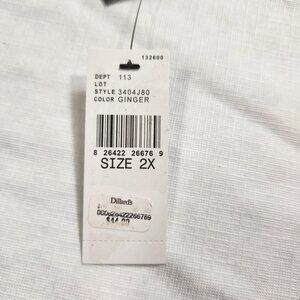 132600
DEPT 113
LOT
STYLE 3404J80
COLOR GINGER
8 26422 26676 9
SIZE 2X
Dillard's